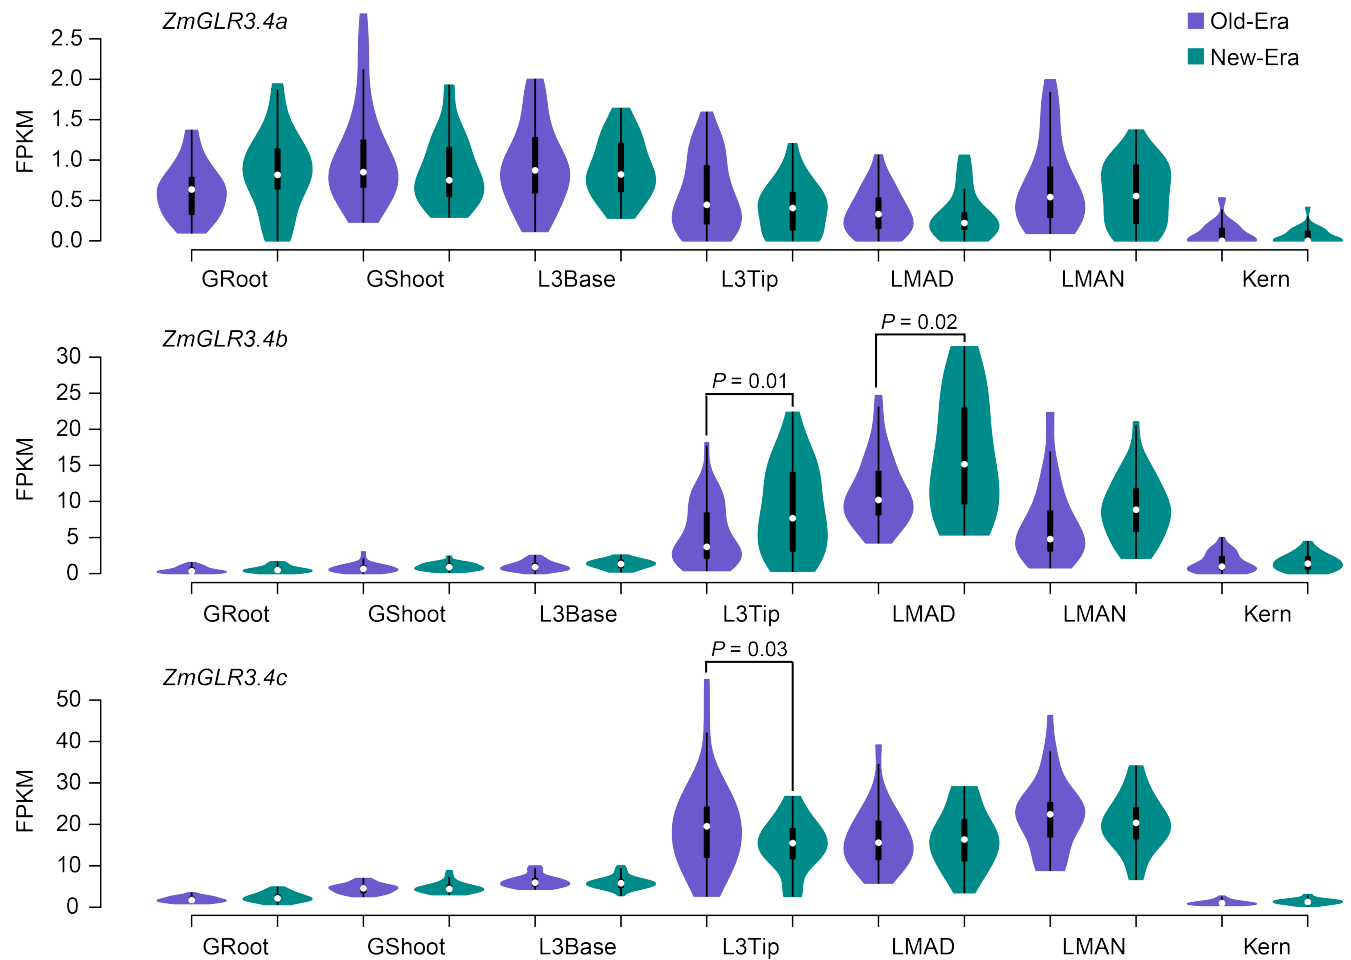 ZmGLR3.4a
Old-Era
New-Era
FPKM
2.5
2.0
1.5
1.0
0.5
0.0
GRoot GShoot L3Base L3Tip LMAD LMAN Kern
ZmGLR3.4b
P = 0.02
P = 0.01
FPKM
30
25
20
15
10
5
0
GRoot GShoot L3Base L3Tip LMAD LMAN Kern
P = 0.03
ZmGLR3.4c
FPKM
50
40
30
20
10
0
GRoot GShoot L3Base L3Tip LMAD LMAN Kern